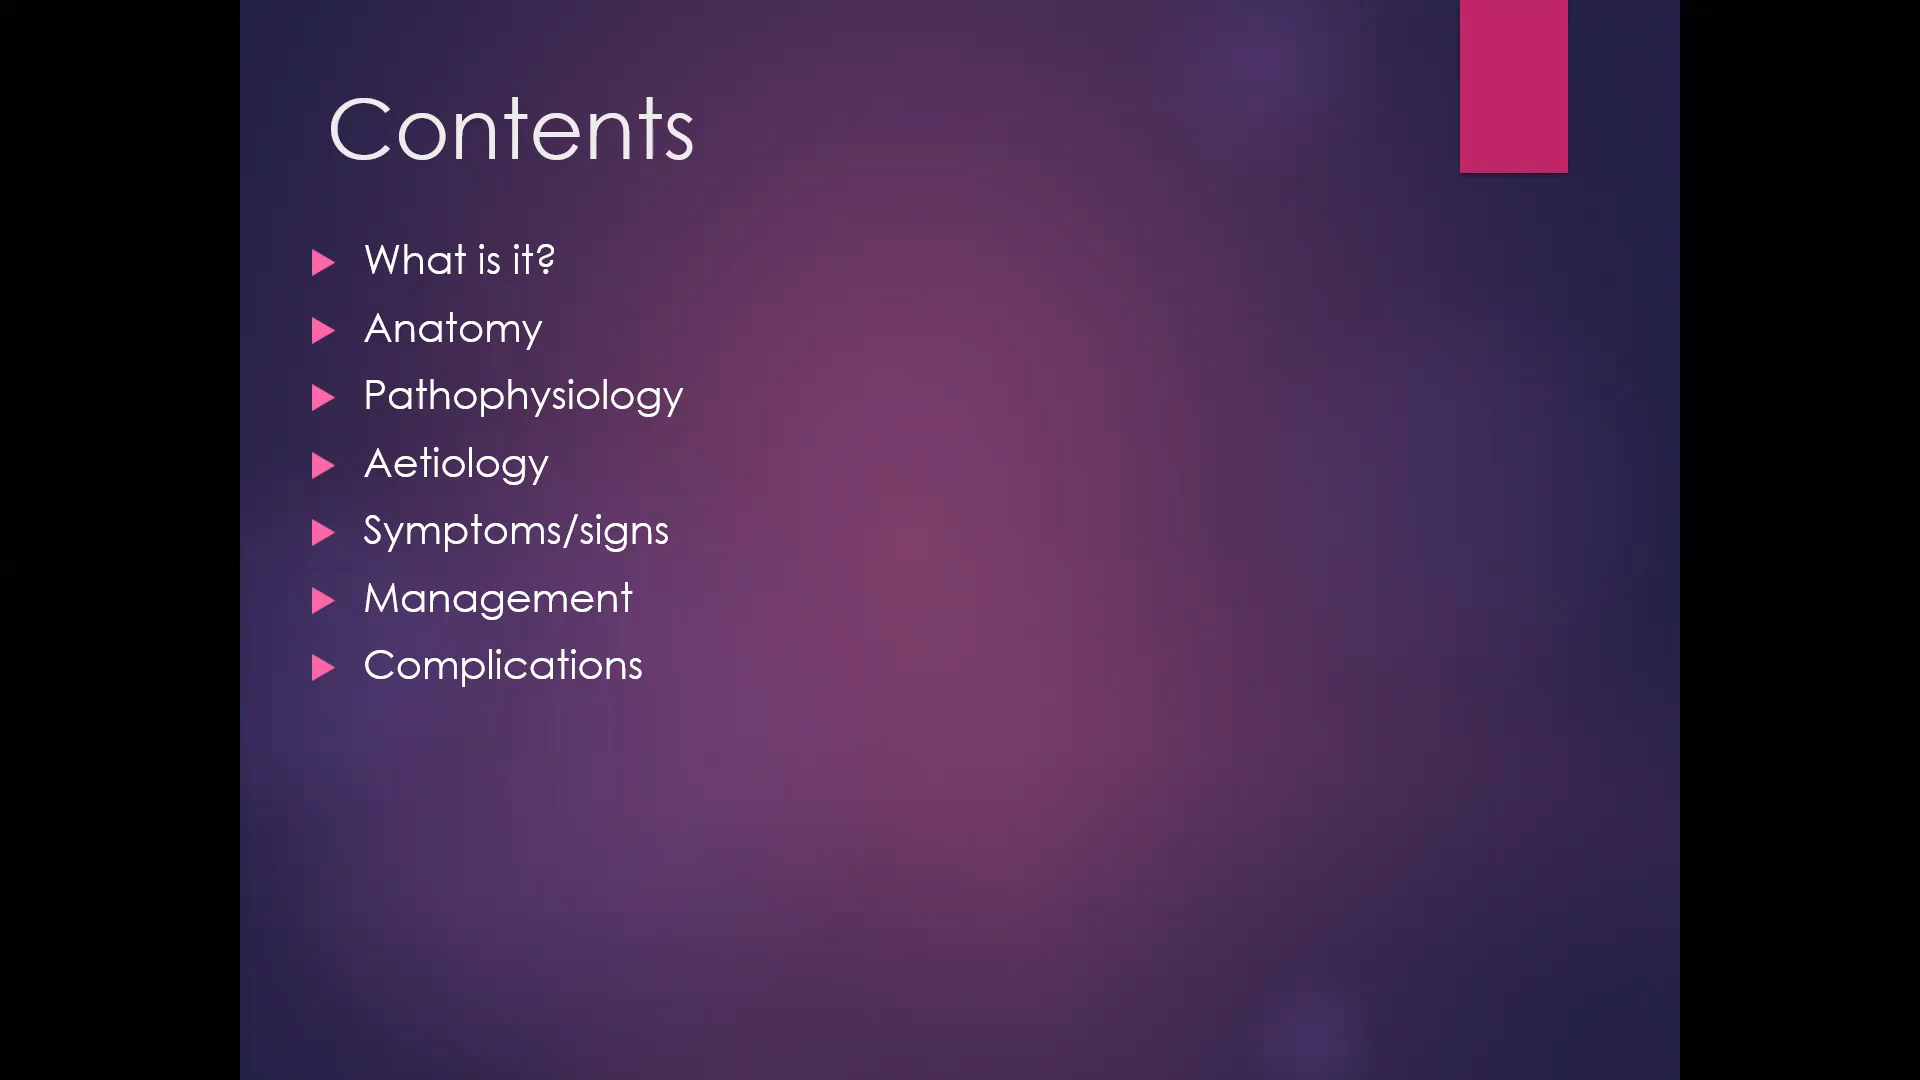 Contents
What is it?
Anatomy
Pathophysiology
Aetiology
Symptoms/signs
Management
Complications